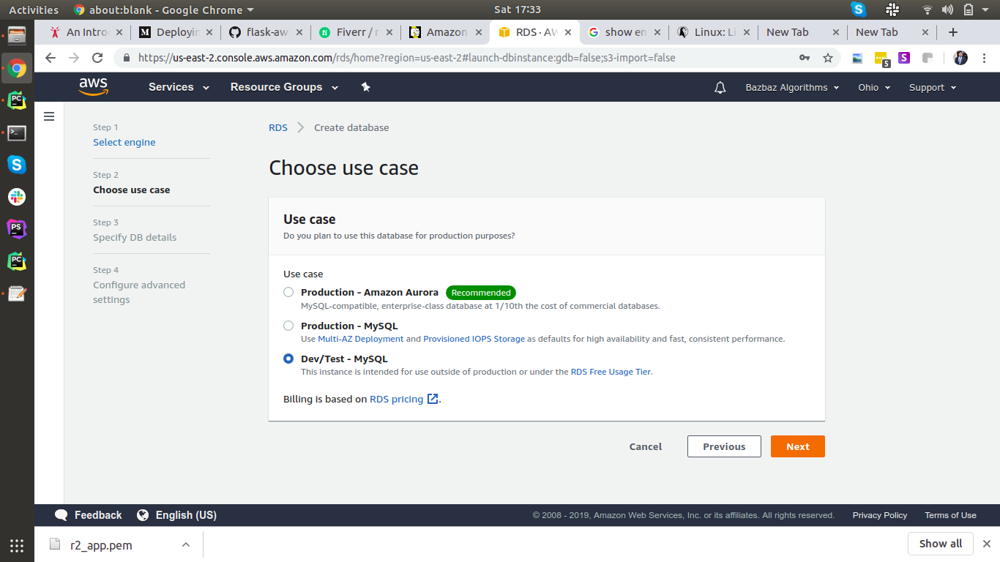 Activities
about:blank - Google Chrome
Sat 17:33
An Intro
Deployin
flask-aw
Fiverr / r
Amazon
RDS · AW
show en
Linux: Li
New Tab
New Tab
https://us-east-2.console.aws.amazon.com/rds/home?region=us-east-2#launch-dbinstance:gdb=false;s3-import=false
5
aws
Services
Resource Groups
Bazbaz Algorithms
Ohio
Support
Step 1
Select engine
Step 2
Choose use case
Step 3
Specify DB details
Step 4
Configure advanced
settings
RDS
Create database
Choose use case
Use case
Do you plan to use this database for production purposes?
Use case
Production - Amazon Aurora Recommended
MySQL-compatible, enterprise-class database at 1/10th the cost of commercial databases.
Production - MySQL
Use Multi-AZ Deployment and Provisioned IOPS Storage as defaults for high availability and fast, consistent performance.
Dev/Test - MySQL
This instance is intended for use outside of production or under the RDS Free Usage Tier.
Billing is based on RDS pricing .
Cancel
Previous
Next
Feedback
English (US)
© 2008 - 2019, Amazon Web Services, Inc. or its affiliates. All rights reserved.
Privacy Policy
Terms of Use
r2_app.pem
Show all